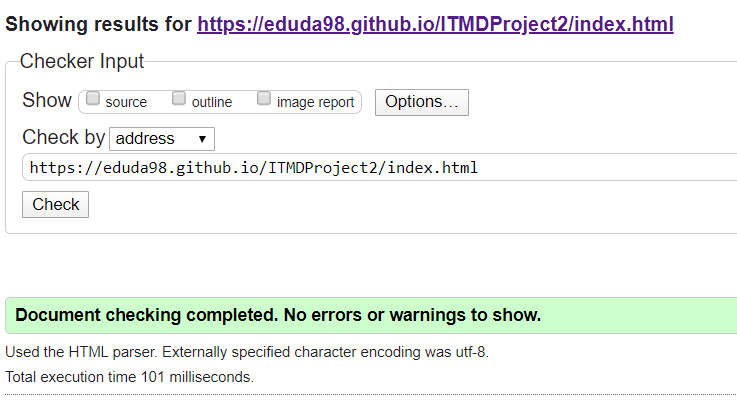 Showing results for https://eduda98.github.io/ITMDProject2/index.html
Checker Input
Show source outline image report Options...
Check by address
https://eduda98.github.io/ITMDProject2/index.html
Check
Document checking completed. No errors or warnings to show.
Used the HTML parser. Externally specified character encoding was utf-8.
Total execution time 101 milliseconds.